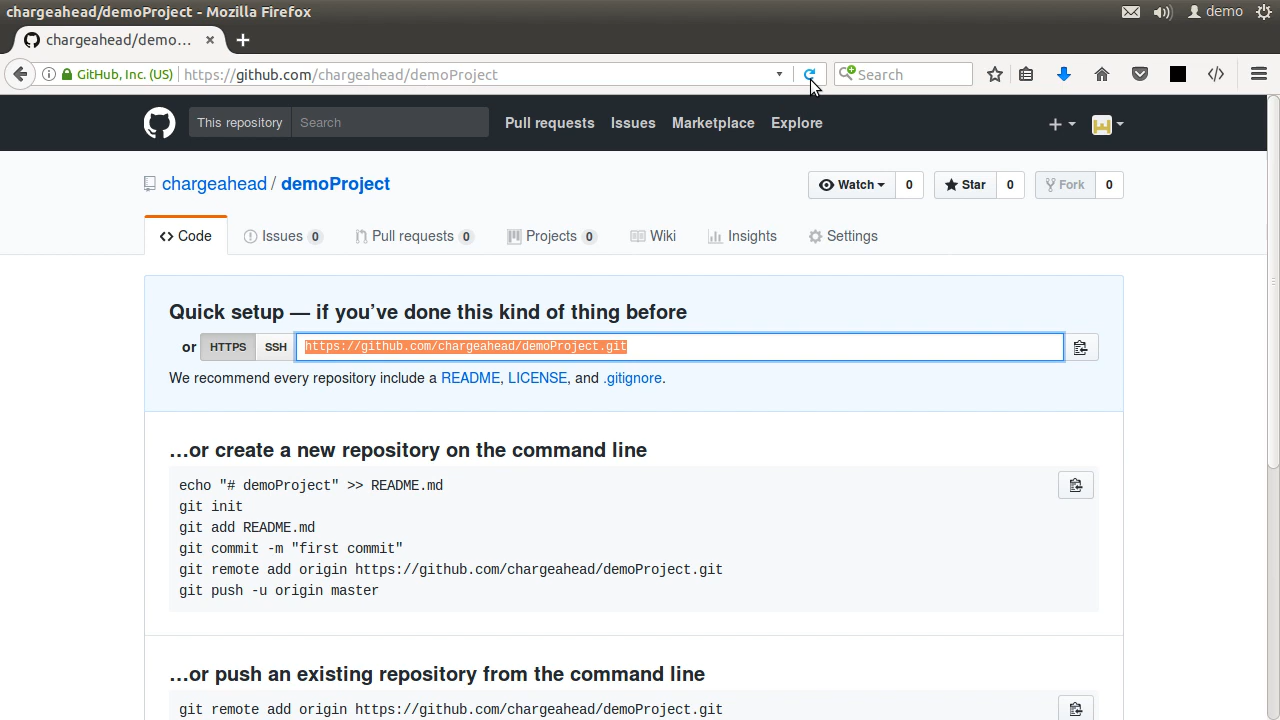 chargeahead/demoProject - Mozilla Firefox
demo
chargeahead/demo...
GitHub, Inc. (US)
https://github.com/chargeahead/demoProject
Search
This repository
Search
Pull requests
Issues
Marketplace
Explore
chargeahead / demoProject
Watch
0
Star
0
Fork
0
Code
Issues 0
Pull requests 0
Projects 0
Wiki
Insights
Settings
Quick setup — if you’ve done this kind of thing before
or
HTTPS
SSH
https://github.com/chargeahead/demoProject.git
We recommend every repository include a README, LICENSE, and .gitignore.
…or create a new repository on the command line
echo "# demoProject" >> README.md
git init
git add README.md
git commit -m "first commit"
git remote add origin https://github.com/chargeahead/demoProject.git
git push -u origin master
…or push an existing repository from the command line
git remote add origin https://github.com/chargeahead/demoProject.git